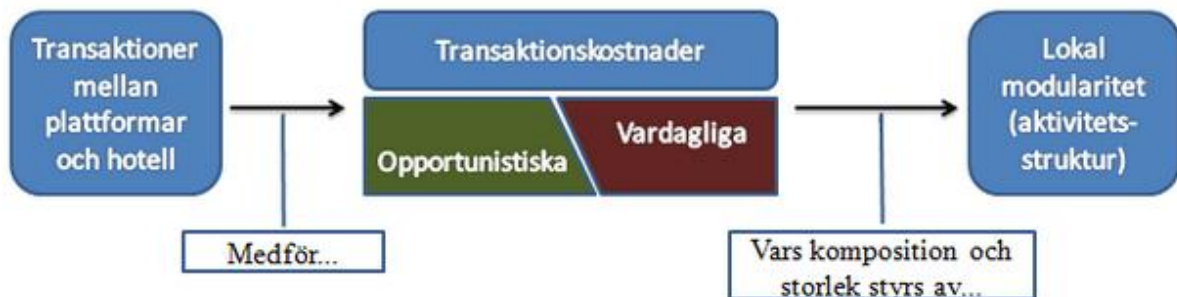 Transaktioner
mellan
plattformar
och hotell
Transaktionskostnader
Opportunistiska
Vardagliga
Lokal
modularitet
(aktivitets-
struktur)
Medför...
Vars komposition och
storlek styrs av...